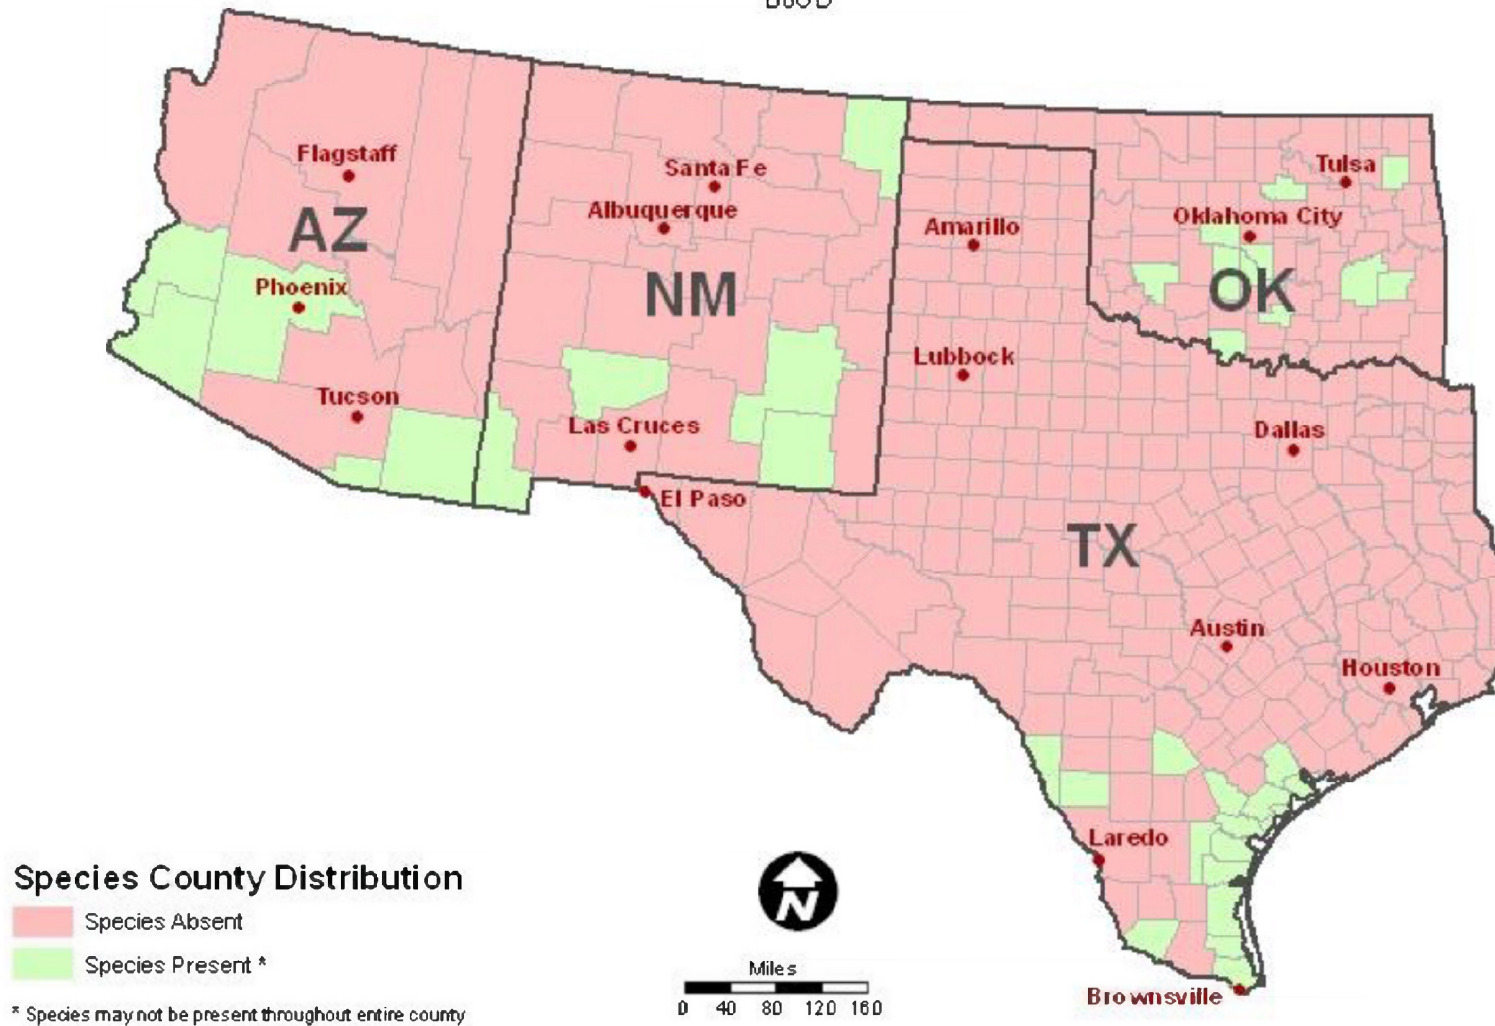 Flagstaff
Santa Fe
Tulsa
Albuquerque
Oklahoma City
AZ
Amarillo
Phoenix
NM
OK
Lubbock
Tucson
Las Cruces
Dallas
El Paso
TX
Austin
Houston
Laredo
Brownsville
Species County Distribution
Species Absent
Species Present *
* Species may not be present throughout entire county
N
Miles
0 40 80 120 160